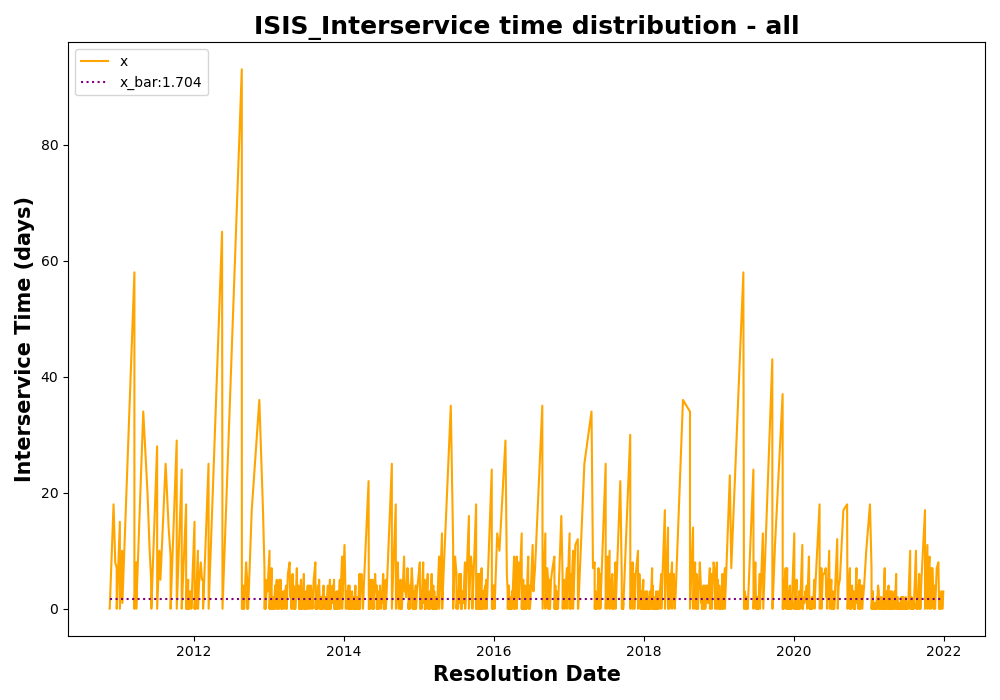 ISIS_Interservice time distribution - all
x
x_bar:1.704
Interservice Time (days)
80
60
40
20
0
2012 2014 2016 2018 2020 2022
Resolution Date